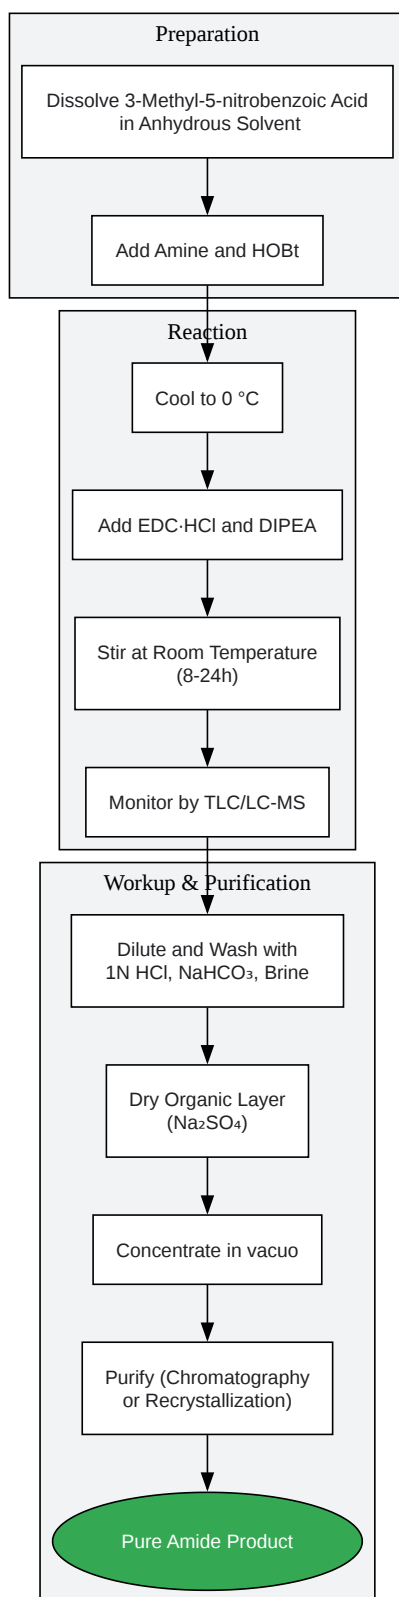 Preparation
Dissolve 3-Methyl-5-nitrobenzoic Acid
in Anhydrous Solvent
Add Amine and HOBt
Reaction
Cool to 0 °C
Add EDC·HCl and DIPEA
Stir at Room Temperature
(8-24h)
Monitor by TLC/LC-MS
Workup & Purification
Dilute and Wash with
1N HCl, NaHCO₃, Brine
Dry Organic Layer
(Na₂SO₄)
Concentrate in vacuo
Purify (Chromatography
or Recrystallization)
Pure Amide Product